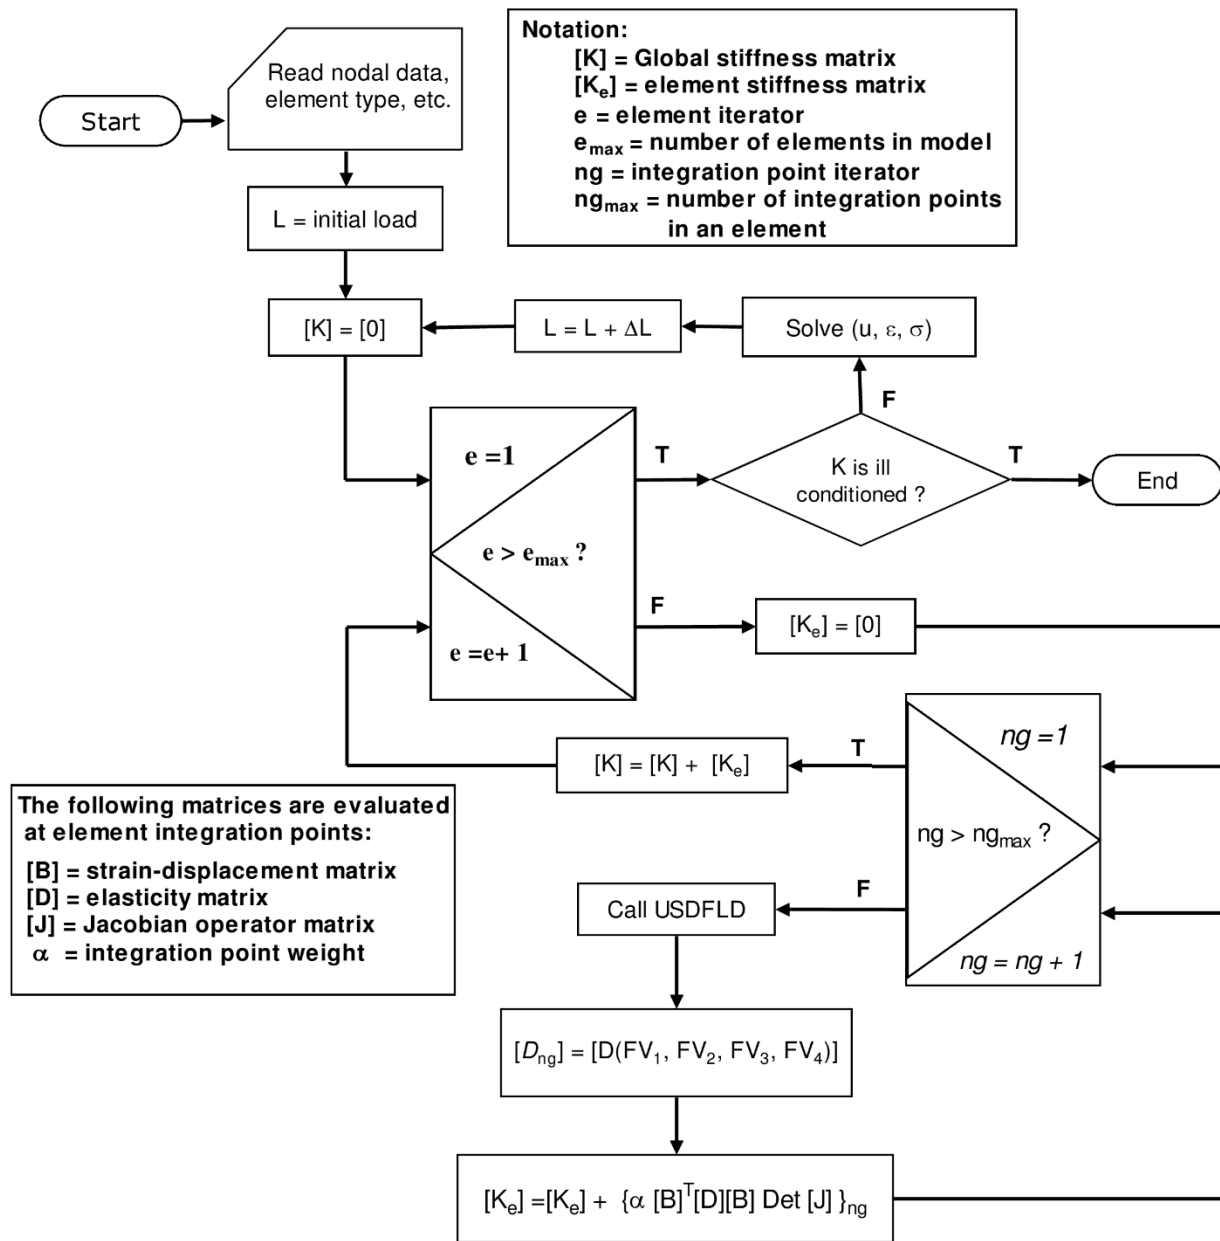 Start
Read nodal data,
element type, etc.
Notation:
[K] = Global stiffness matrix
[Kₑ] = element stiffness matrix
e = element iterator
eₘₐₓ = number of elements in model
ng = integration point iterator
ngₘₐₓ = number of integration points
in an element
L = initial load
[K] = [0]
L = L + ΔL
Solve (u, ε, σ)
F
e =1
T
K is ill
conditioned ?
T
End
e > eₘₐₓ ?
F
[Kₑ] = [0]
e =e+ 1
ng =1
T
[K] = [K] + [Kₑ]
ng > ngₘₐₓ ?
F
Call USDFLD
ng = ng + 1
The following matrices are evaluated
at element integration points:
[B] = strain-displacement matrix
[D] = elasticity matrix
[J] = Jacobian operator matrix
α = integration point weight
[D_ng] = [D(FV₁, FV₂, FV₃, FV₄)]
[Kₑ] =[Kₑ] + {α [B]ᵀ[D][B] Det [J] }_ng